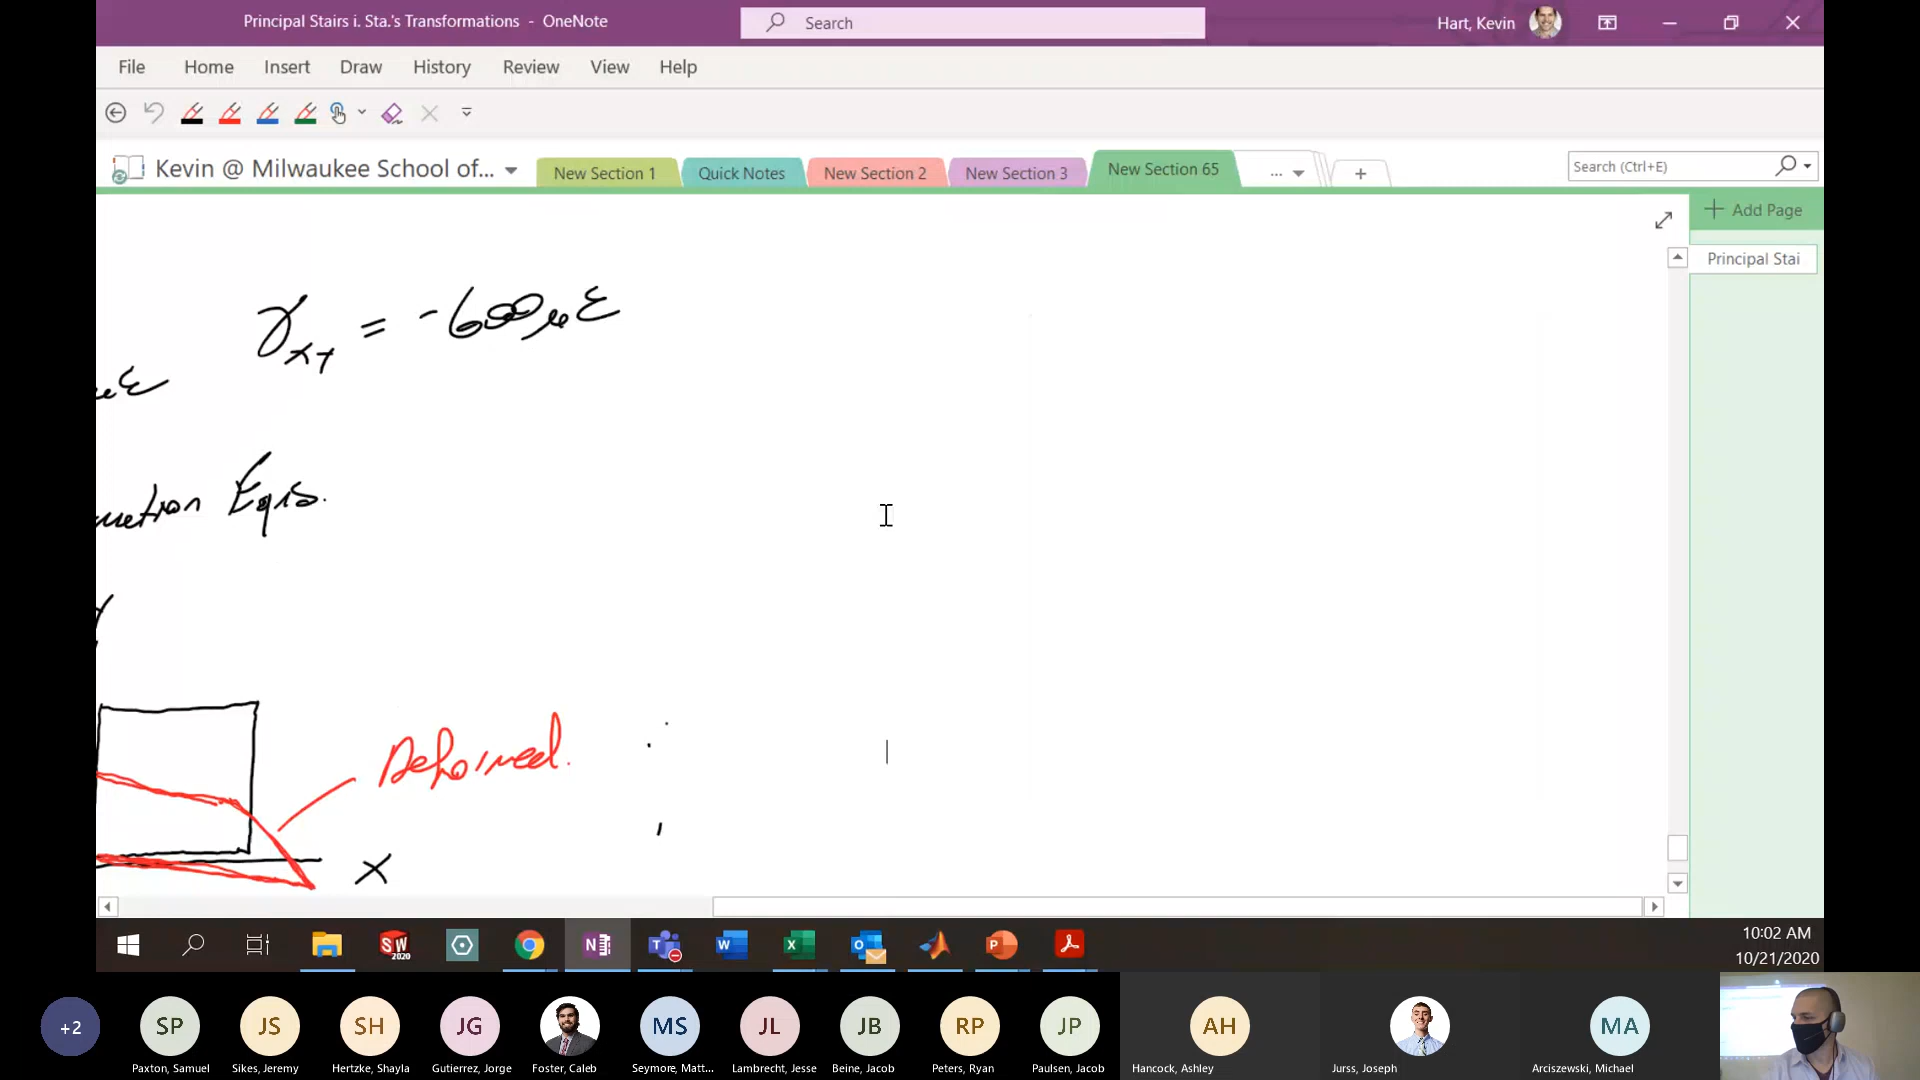 Principal Stairs i. Sta.'s Transformations - OneNote
Search
Hart, Kevin
File Home Insert Draw History Review View Help
Kevin @ Milwaukee School of...
New Section 1
Quick Notes
New Section 2
New Section 3
New Section 65
...
Search (Ctrl+E)
Add Page
Principal Stai
γxy = -600με
με
mation Eq'ns.
Deformed.
X
10:02 AM
10/21/2020
+2
SP
JS
SH
JG
MS
JL
JB
RP
JP
AH
MA
Paxton, Samuel
Sikes, Jeremy
Hertzke, Shayla
Gutierrez, Jorge
Foster, Caleb
Seymore, Matt...
Lambrecht, Jesse
Beine, Jacob
Peters, Ryan
Paulsen, Jacob
Hancock, Ashley
Jurss, Joseph
Arciszewski, Michael